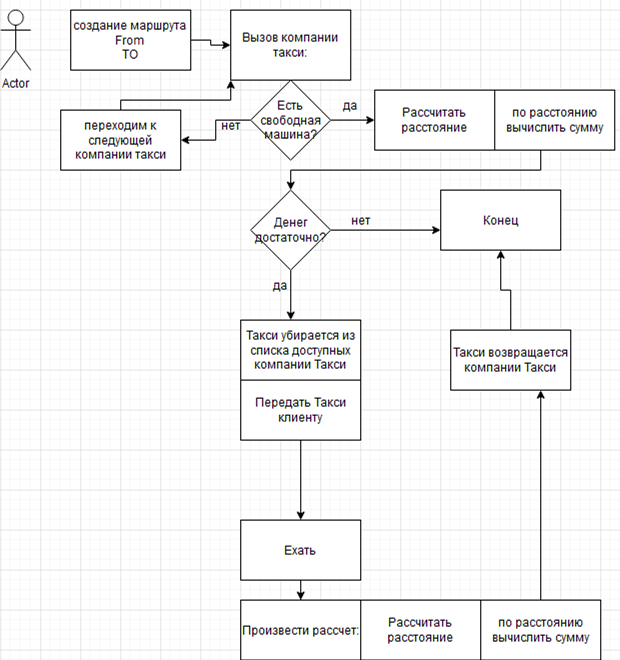 создание маршрута
From
TO
Вызов компании
такси:
Actor
Есть
свободная
машина?
да
нет
Рассчитать
расстояние
по расстоянию
вычислить сумму
переходим к
следующей
компании такси
Денег
достаточно?
нет
Конец
да
Такси убирается из
списка доступных
компании Такси
Передать Такси
клиенту
Такси возвращается
компании Такси
Ехать
Произвести рассчет:
Рассчитать
расстояние
по расстоянию
вычислить сумму